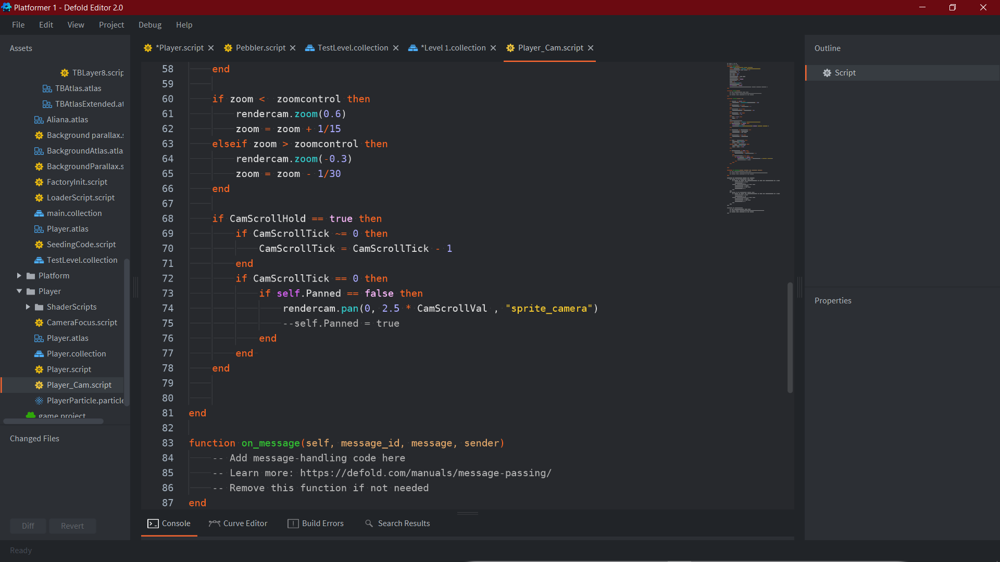 Platformer 1 - Defold Editor 2.0
File Edit View Project Debug Help
Assets
TBLayer8.scrip
TBAtlas.atlas
TBAtlasExtended.at
Aliana.atlas
Background parallax.s
BackgroundAtlas.atla
BackgroundParallax.s
FactoryInit.script
LoaderScript.script
main.collection
Player.atlas
SeedingCode.script
TestLevel.collection
Platform
Player
ShaderScripts
CameraFocus.script
Player.atlas
Player.collection
Player.script
Player_Cam.script
PlayerParticle.particle
game.project
Changed Files
Diff Revert
Ready
*Player.script Pebbler.script TestLevel.collection *Level 1.collection Player_Cam.script
58 end
59
60 if zoom <  zoomcontrol then
61 rendercam.zoom(0.6)
62 zoom = zoom + 1/15
63 elseif zoom > zoomcontrol then
64 rendercam.zoom(-0.3)
65 zoom = zoom - 1/30
66 end
67
68 if CamScrollHold == true then
69 if CamScrollTick ~= 0 then
70 CamScrollTick = CamScrollTick - 1
71 end
72 if CamScrollTick == 0 then
73 if self.Panned == false then
74 rendercam.pan(0, 2.5 * CamScrollVal , "sprite_camera")
75 --self.Panned = true
76 end
77 end
78 end
79
80
81 end
82
83 function on_message(self, message_id, message, sender)
84 -- Add message-handling code here
85 -- Learn more: https://defold.com/manuals/message-passing/
86 -- Remove this function if not needed
87 end
Console Curve Editor Build Errors Search Results
Outline
Script
Properties